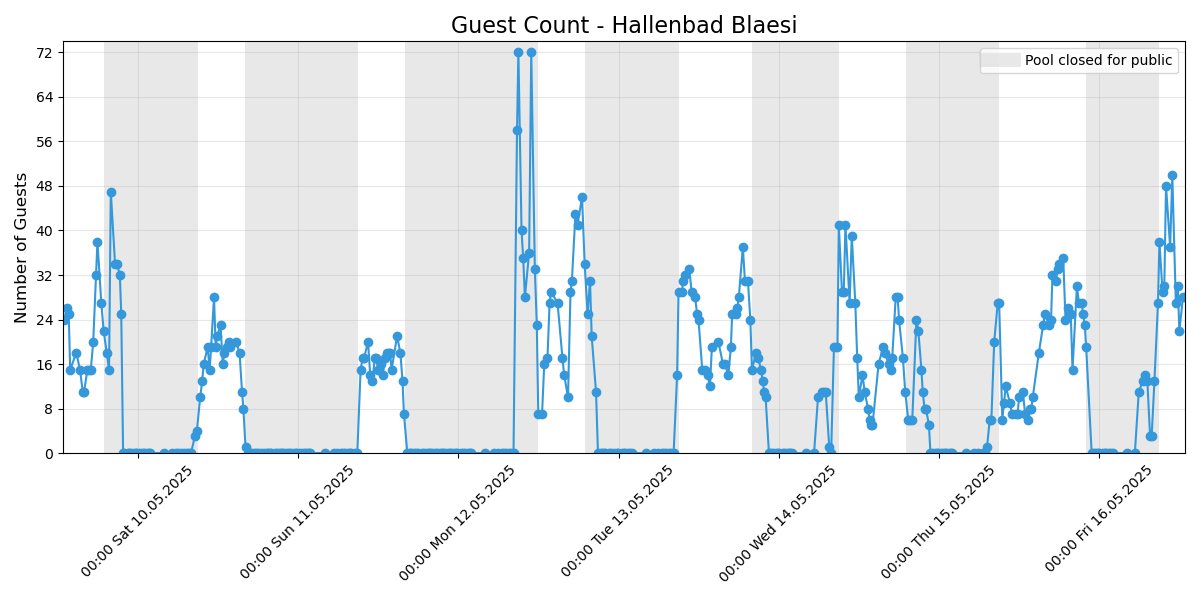 Guest Count - Hallenbad Blaesi
Pool closed for public
Number of Guests
72
64
56
48
40
32
24
16
8
0
00:00 Sat 10.05.2025
00:00 Sun 11.05.2025
00:00 Mon 12.05.2025
00:00 Tue 13.05.2025
00:00 Wed 14.05.2025
00:00 Thu 15.05.2025
00:00 Fri 16.05.2025